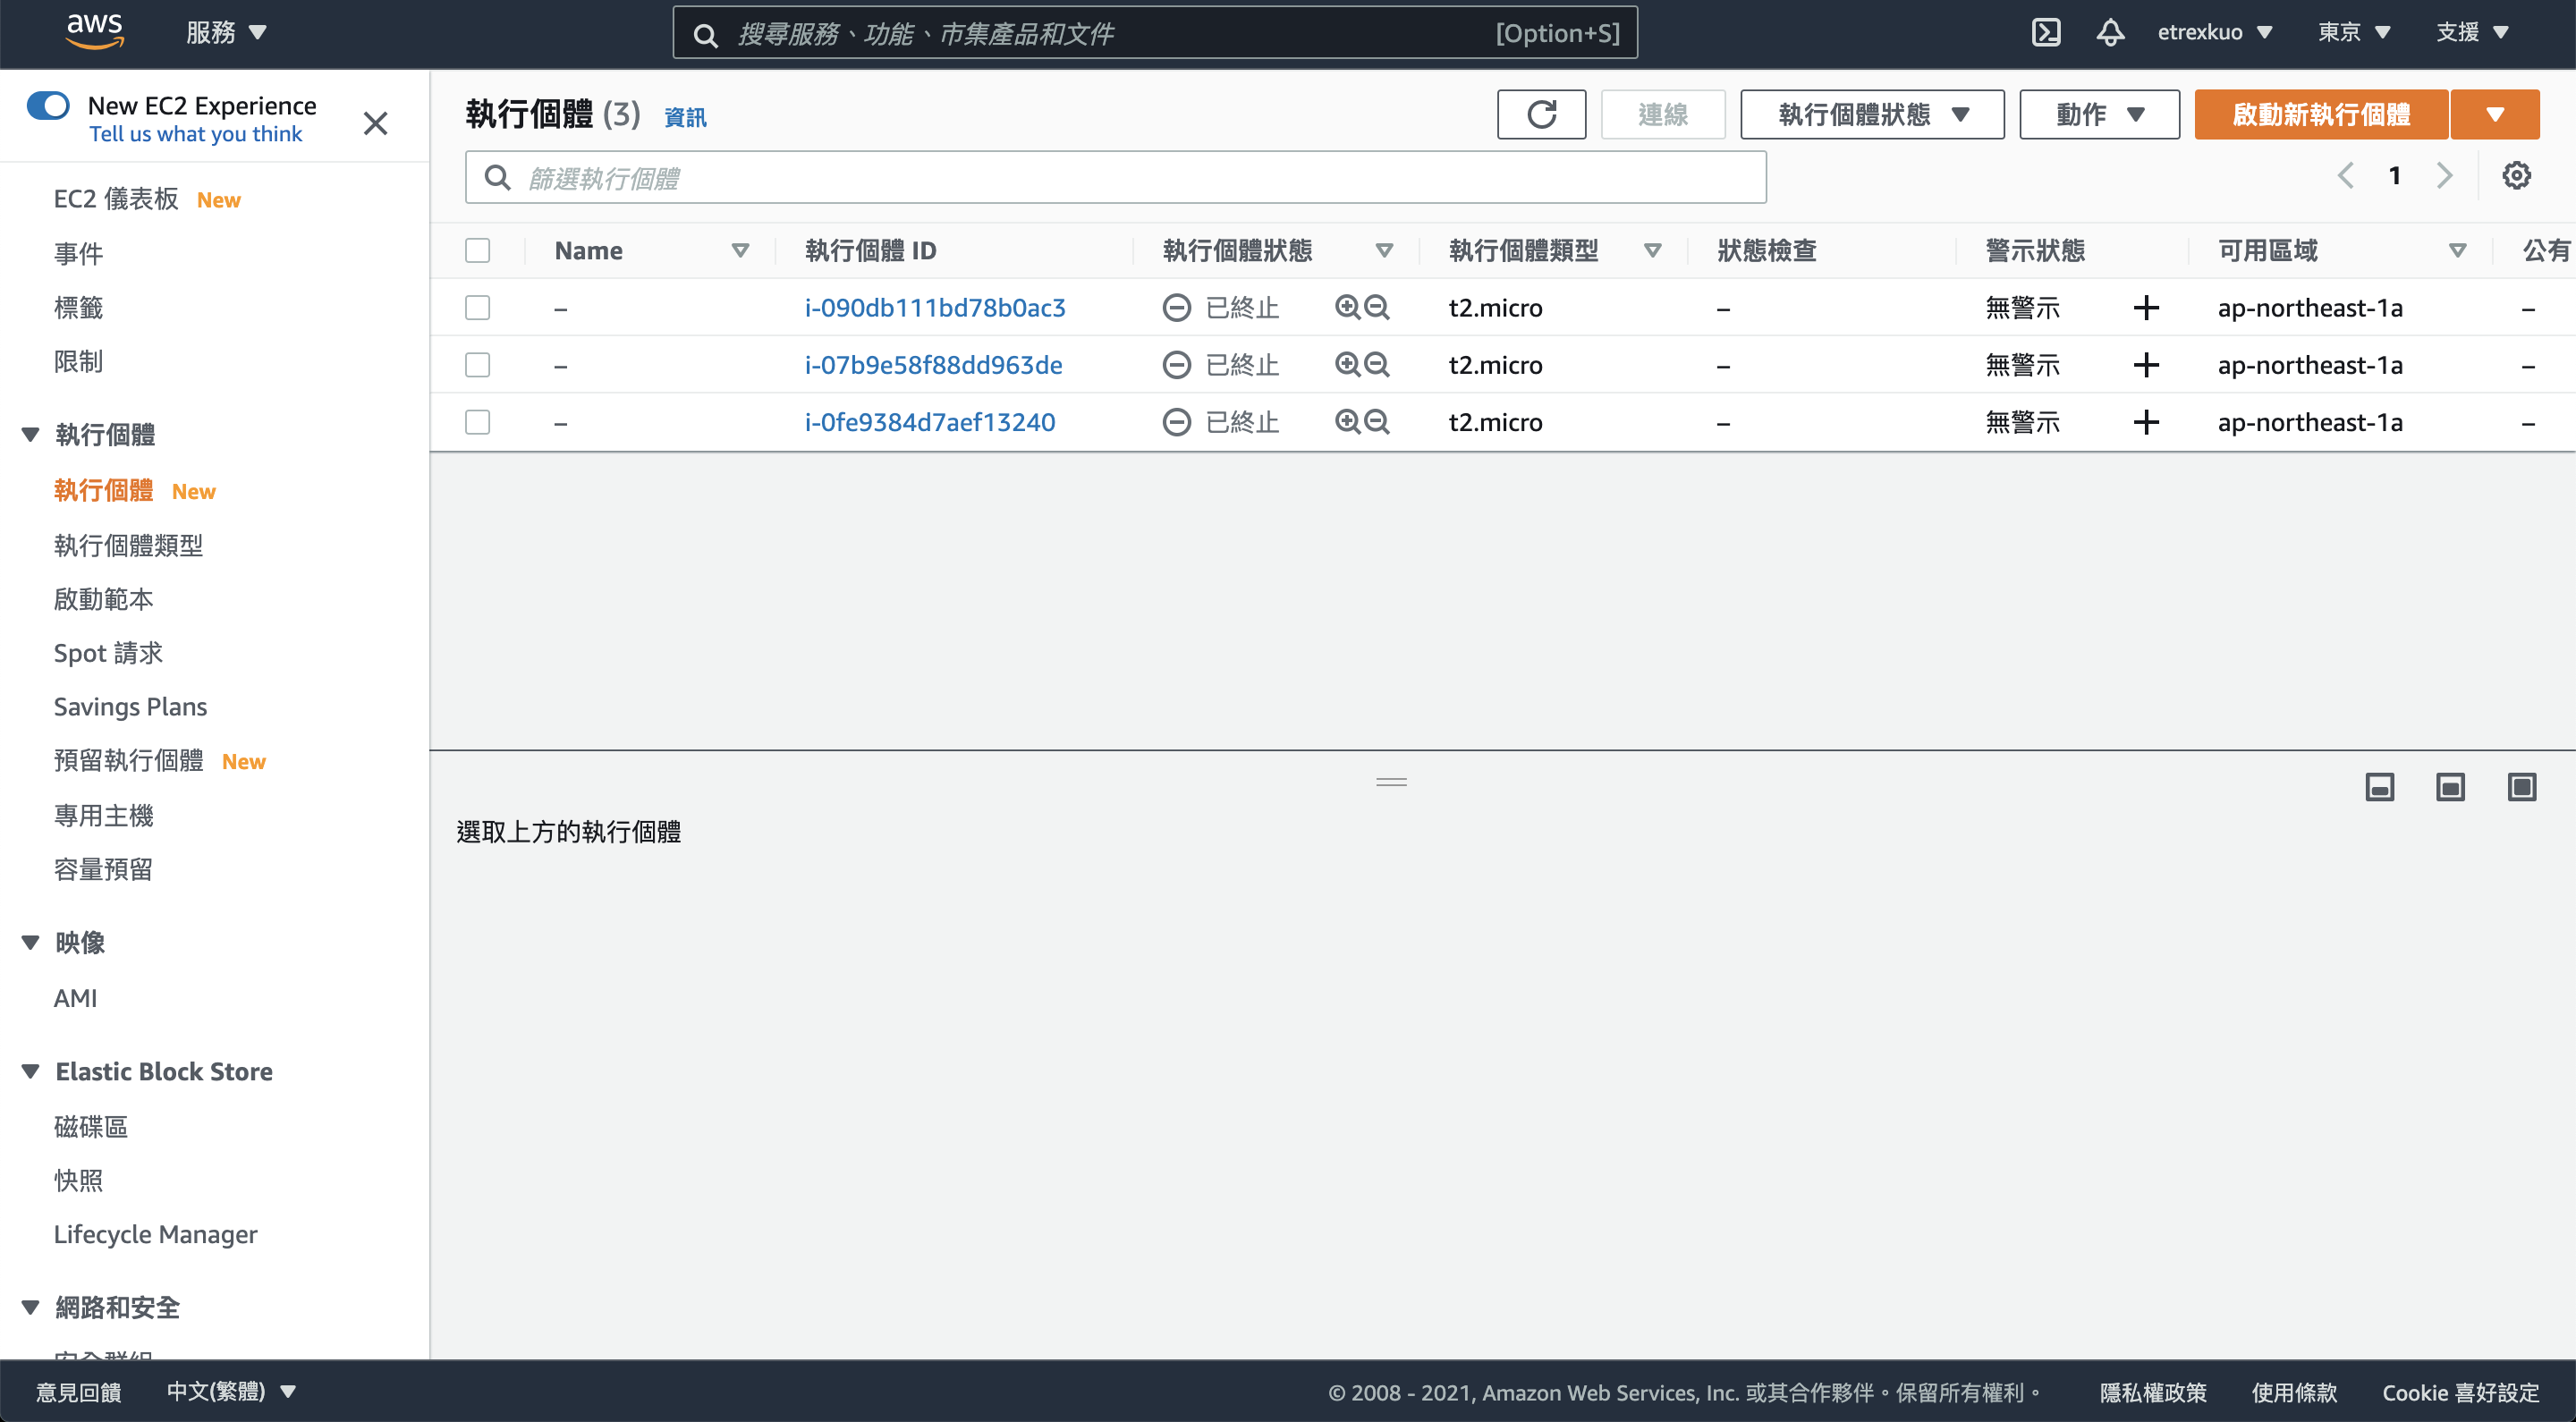 aws 服務 搜尋服務、功能、市集產品和文件 [Option+S] etrexkuo 東京 支援
New EC2 Experience
Tell us what you think
EC2 儀表板 New
事件
標籤
限制
執行個體
執行個體 New
執行個體類型
啟動範本
Spot 請求
Savings Plans
預留執行個體 New
專用主機
容量預留
映像
AMI
Elastic Block Store
磁碟區
快照
Lifecycle Manager
網路和安全
安全群組
執行個體 (3) 資訊 連線 執行個體狀態 動作 啟動新執行個體
篩選執行個體 1
Name 執行個體 ID 執行個體狀態 執行個體類型 狀態檢查 警示狀態 可用區域 公有
– i-090db111bd78b0ac3 已終止 t2.micro – 無警示 ap-northeast-1a –
– i-07b9e58f88dd963de 已終止 t2.micro – 無警示 ap-northeast-1a –
– i-0fe9384d7aef13240 已終止 t2.micro – 無警示 ap-northeast-1a –
選取上方的執行個體
意見回饋 中文(繁體) © 2008 - 2021, Amazon Web Services, Inc. 或其合作夥伴。保留所有權利。 隱私權政策 使用條款 Cookie 喜好設定